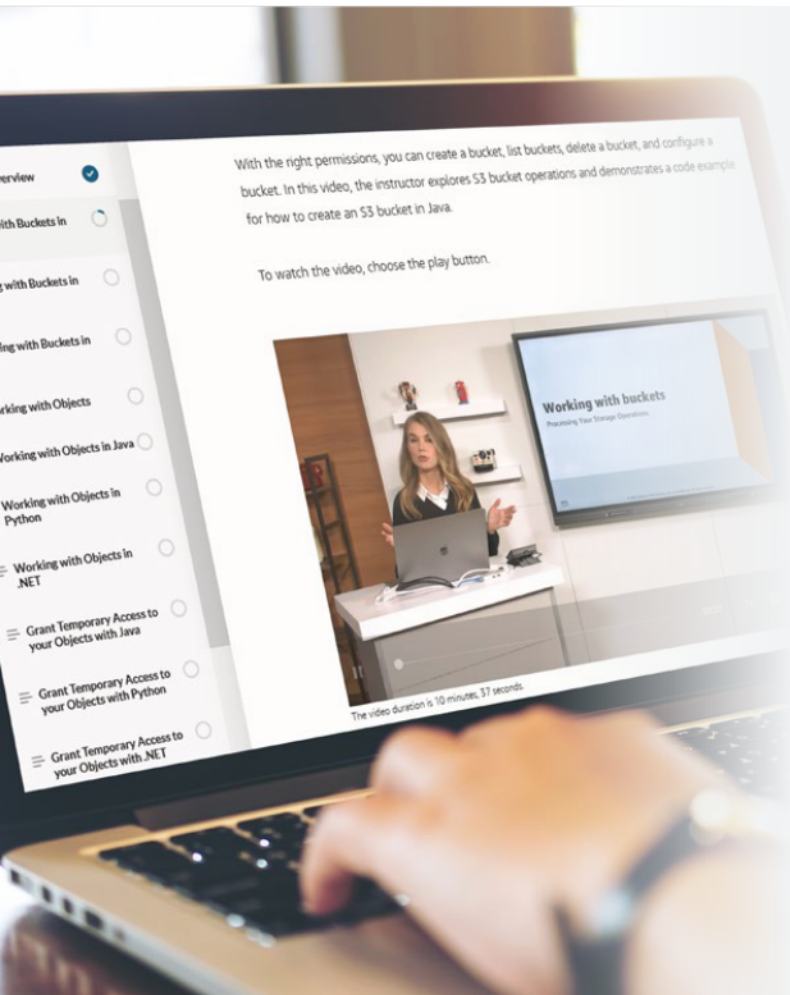 erview
ith Buckets in
with Buckets in
ing with Buckets in
rking with Objects
Working with Objects in Java
Working with Objects in
Python
Working with Objects in
.NET
Grant Temporary Access to
your Objects with Java
Grant Temporary Access to
your Objects with Python
Grant Temporary Access to
your Objects with .NET
With the right permissions, you can create a bucket, list buckets, delete a bucket, and configure a
bucket. In this video, the instructor explores S3 bucket operations and demonstrates a code example
for how to create an S3 bucket in Java.
To watch the video, choose the play button.
Working with buckets
Processing Your Storage Operations
The video duration is 10 minutes, 37 seconds.